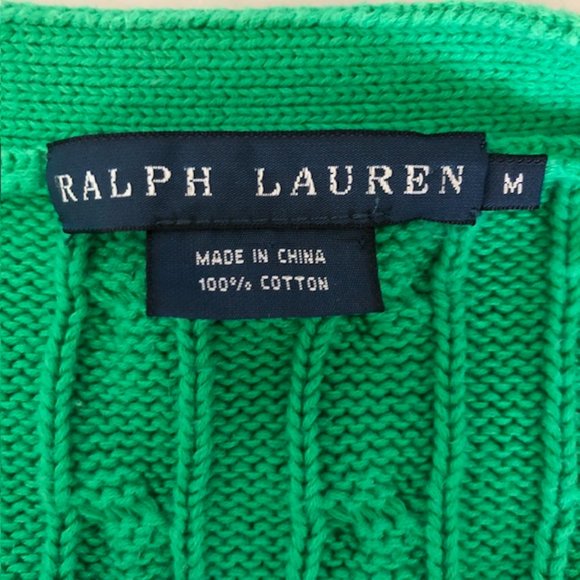 RALPH LAUREN M
MADE IN CHINA
100% COTTON